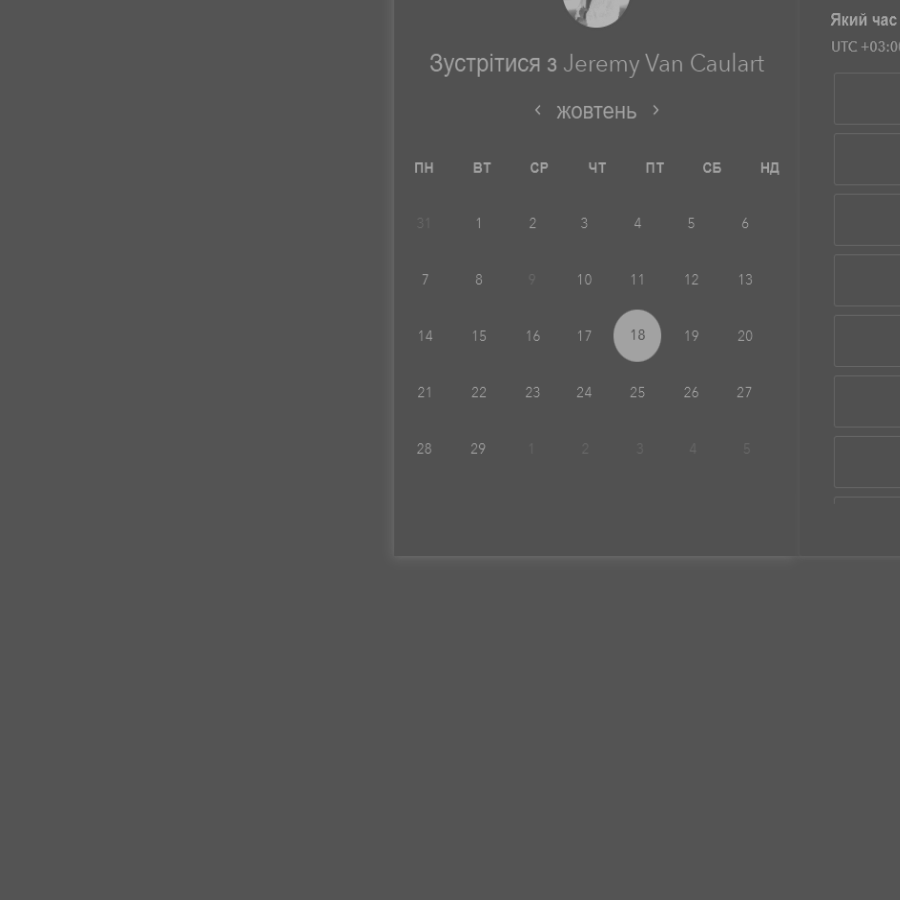 Який час
UTC +03:0
Зустрітися з Jeremy Van Caulart
жовтень
ПН ВТ СР ЧТ ПТ СБ НД
31 1 2 3 4 5 6
7 8 9 10 11 12 13
14 15 16 17 18 19 20
21 22 23 24 25 26 27
28 29 1 2 3 4 5